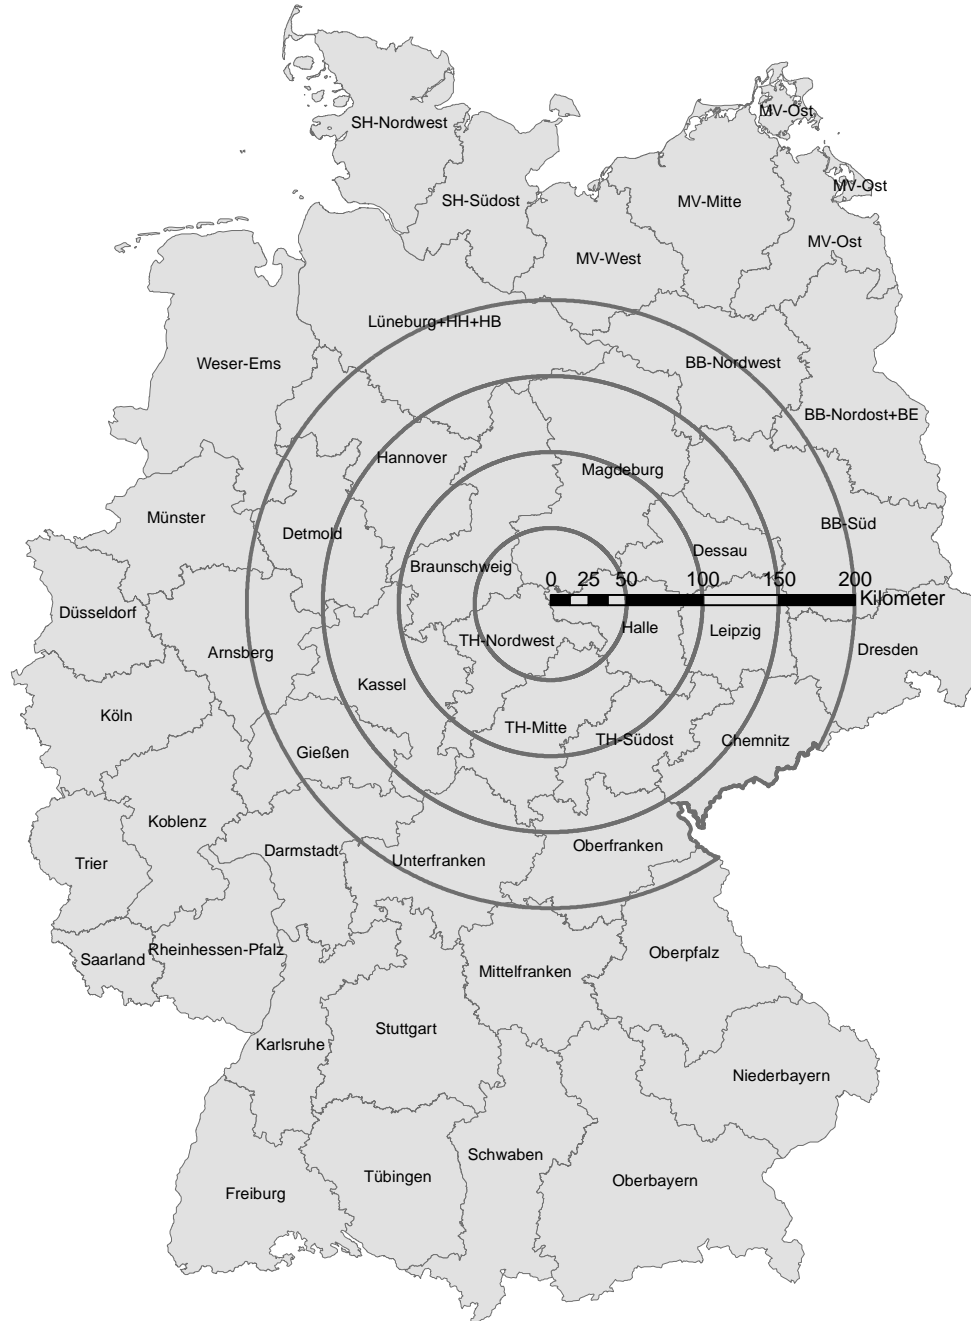 MV-Ost
SH-Nordwest
MV-Ost
SH-Südost
MV-Mitte
MV-Ost
MV-West
Lüneburg+HH+HB
Weser-Ems
BB-Nordwest
BB-Nordost+BE
Hannover
Magdeburg
Münster
BB-Süd
Detmold
Dessau
Braunschweig
0 25 50 100 150 200
Kilometer
Düsseldorf
Halle
Leipzig
TH-Nordwest
Arnsberg
Dresden
Kassel
Köln
TH-Mitte
TH-Südost
Chemnitz
Gießen
Koblenz
Oberfranken
Darmstadt
Unterfranken
Trier
Rheinhessen-Pfalz
Oberpfalz
Saarland
Mittelfranken
Stuttgart
Karlsruhe
Niederbayern
Schwaben
Tübingen
Oberbayern
Freiburg